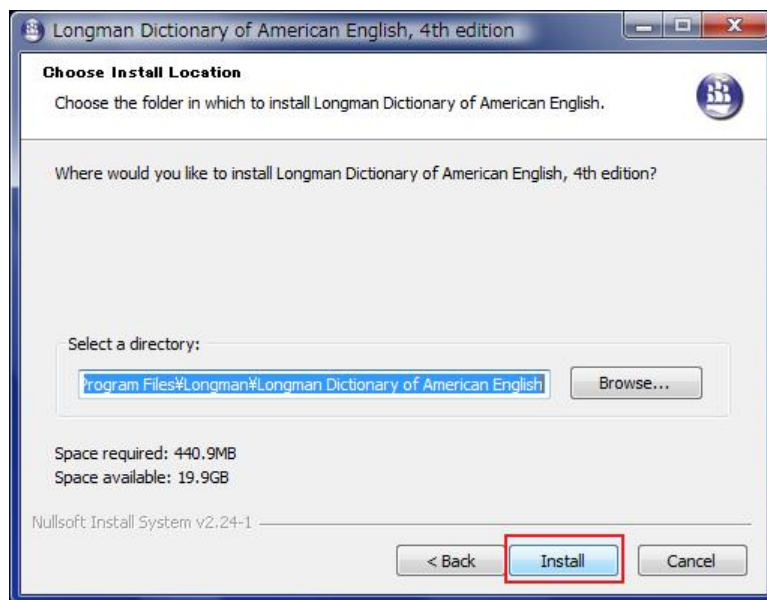 Longman Dictionary of American English, 4th edition
Choose Install Location
Choose the folder in which to install Longman Dictionary of American English.
Where would you like to install Longman Dictionary of American English, 4th edition?
Select a directory:
Program Files¥Longman¥Longman Dictionary of American English
Browse...
Space required: 440.9MB
Space available: 19.9GB
Nullsoft Install System v2.24-1
< Back Install Cancel